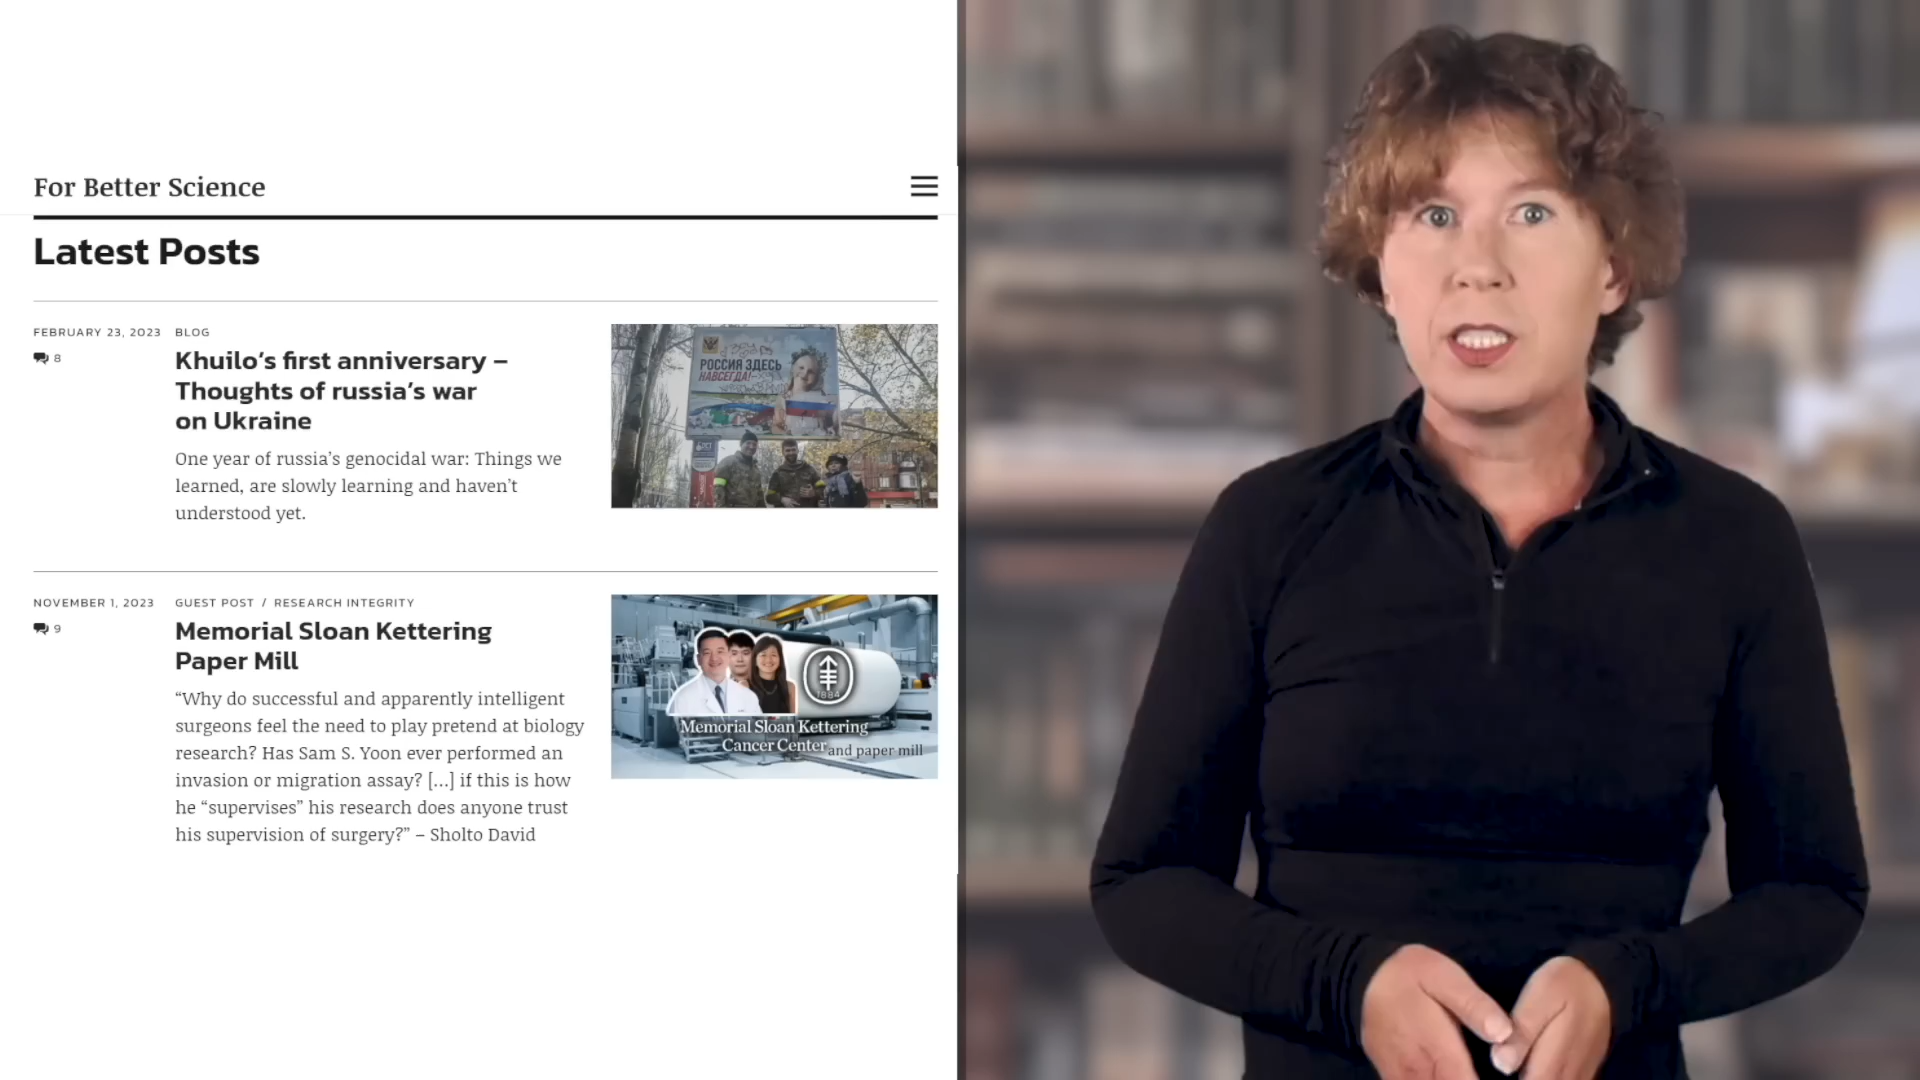 For Better Science
Latest Posts
FEBRUARY 23, 2023 BLOG
8
Khuilo’s first anniversary –
Thoughts of russia’s war
on Ukraine
One year of russia’s genocidal war: Things we
learned, are slowly learning and haven’t
understood yet.
РОССИЯ ЗДЕСЬ
НАВСЕГДА!
NOVEMBER 1, 2023 GUEST POST / RESEARCH INTEGRITY
9
Memorial Sloan Kettering
Paper Mill
“Why do successful and apparently intelligent
surgeons feel the need to play pretend at biology
research? Has Sam S. Yoon ever performed an
invasion or migration assay? [...] if this is how
he “supervises” his research does anyone trust
his supervision of surgery?” – Sholto David
1884
Memorial Sloan Kettering
Cancer Center and paper mill